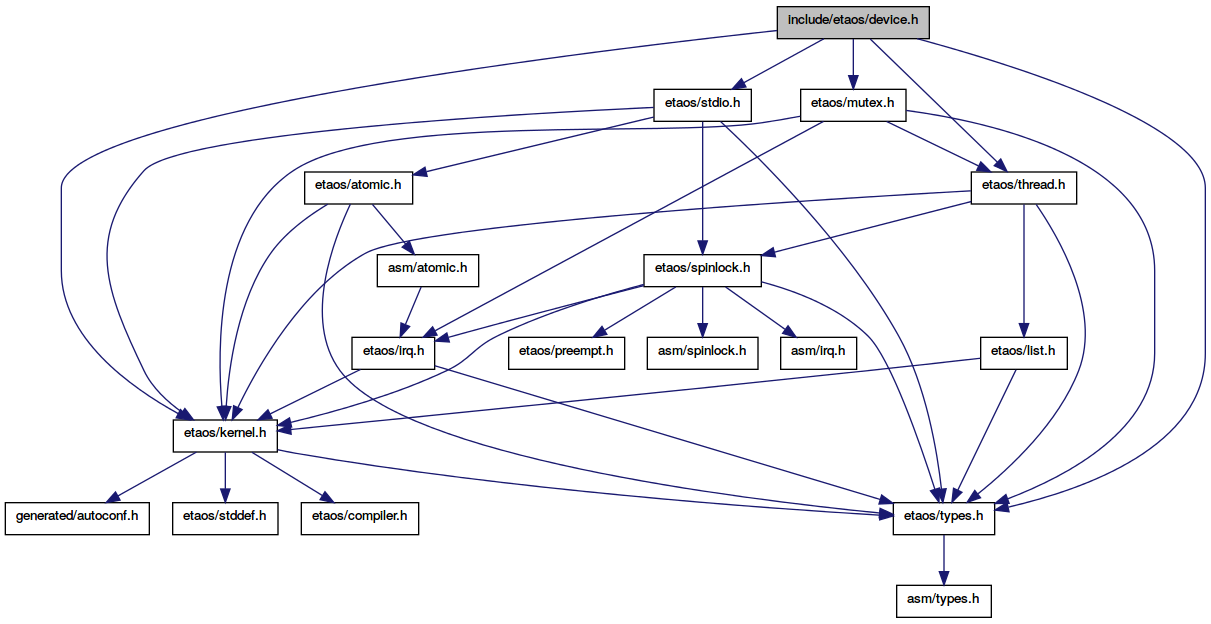 include/etaos/device.h
etaos/stdio.h
etaos/mutex.h
etaos/atomic.h
etaos/thread.h
asm/atomic.h
etaos/spinlock.h
etaos/irq.h
etaos/preempt.h
asm/spinlock.h
asm/irq.h
etaos/list.h
etaos/kernel.h
generated/autoconf.h
etaos/stddef.h
etaos/compiler.h
etaos/types.h
asm/types.h